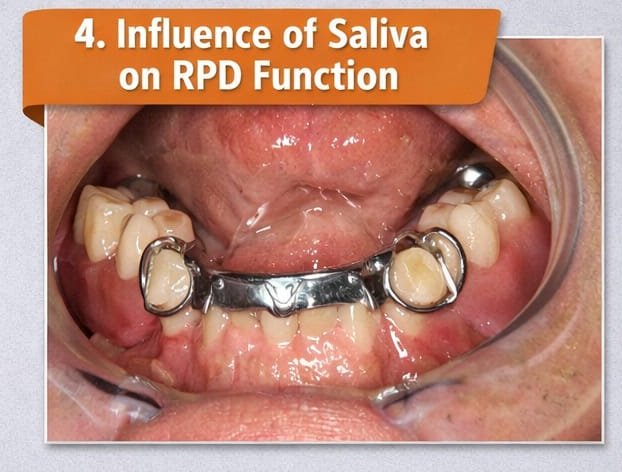 4. Influence of Saliva
on RPD Function